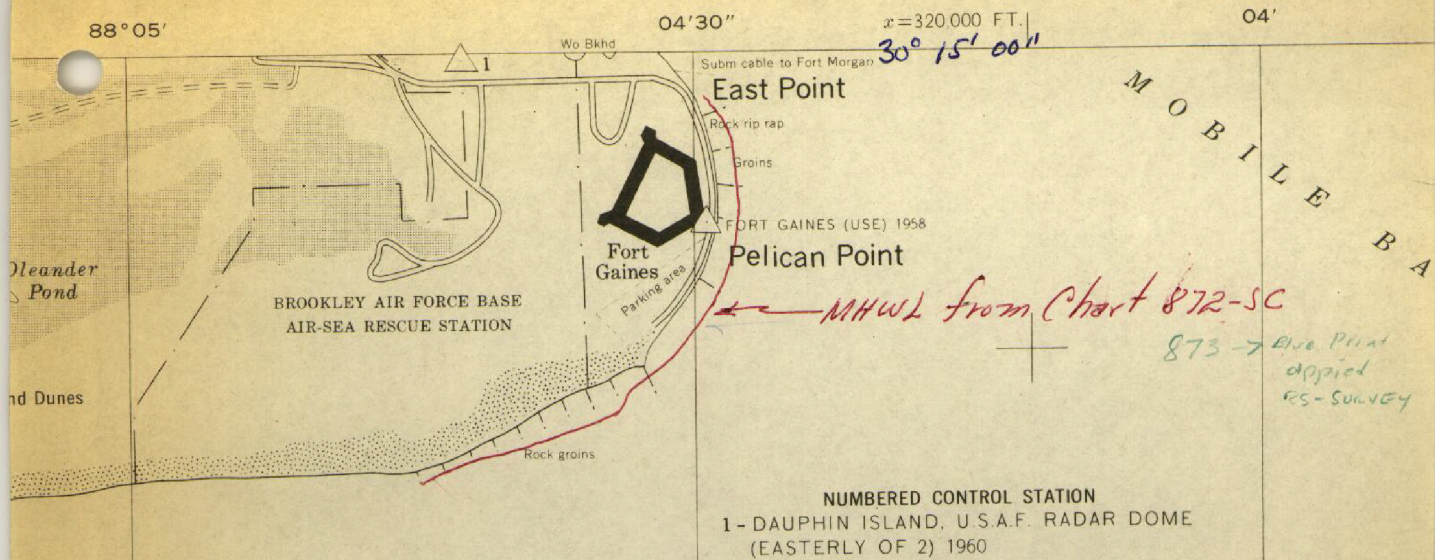 88°05'
04'30"
x=320,000 FT.
04'
30° 15' 00"
Wo Bkhd
1
Subm cable to Fort Morgan
East Point
Rock rip rap
Groins
MOBILE BA
FORT GAINES (USE) 1958
Pelican Point
Fort
Gaines
Parking area
Oleander
Pond
BROOKLEY AIR FORCE BASE
AIR-SEA RESCUE STATION
MHWL from Chart 872-SC
873 → Blue Print
applied
RS-SURVEY
nd Dunes
Rock groins
NUMBERED CONTROL STATION
1 - DAUPHIN ISLAND, U.S.A.F. RADAR DOME
(EASTERLY OF 2) 1960